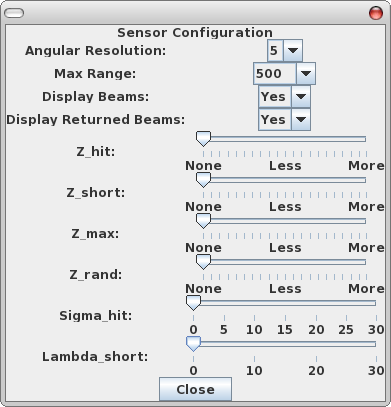 Sensor Configuration
Angular Resolution: 5
Max Range: 500
Display Beams: Yes
Display Returned Beams: Yes
Z_hit:
None Less More
Z_short:
None Less More
Z_max:
None Less More
Z_rand:
None Less More
Sigma_hit:
0 5 10 15 20 25 30
Lambda_short:
0 10 20 30
Close